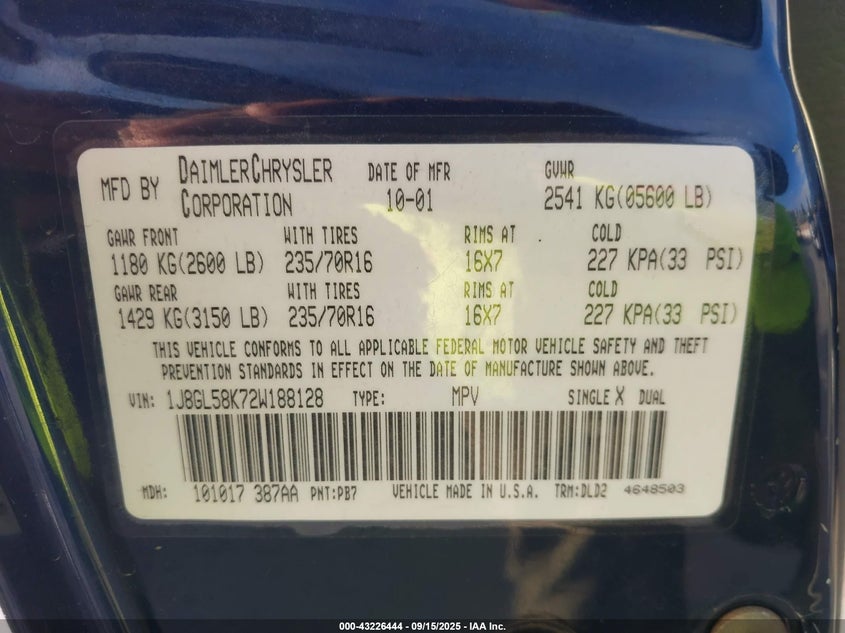 MFD BY DAIMLERCHRYSLER CORPORATION DATE OF MFR 10-01 GVWR 2541 KG(05600 LB)
GAWR FRONT WITH TIRES RIMS AT COLD
1180 KG(2600 LB) 235/70R16 16X7 227 KPA(33 PSI)
GAWR REAR WITH TIRES RIMS AT COLD
1429 KG(3150 LB) 235/70R16 16X7 227 KPA(33 PSI)
THIS VEHICLE CONFORMS TO ALL APPLICABLE FEDERAL MOTOR VEHICLE SAFETY AND THEFT
PREVENTION STANDARDS IN EFFECT ON THE DATE OF MANUFACTURE SHOWN ABOVE.
VIN: 1J8GL58K72W188128 TYPE: MPV SINGLE X DUAL
MDH: 101017 387AA PNT:PB7 VEHICLE MADE IN U.S.A. TRM:DLD2 4648503
000-43226444 - 09/15/2025 - IAA Inc.